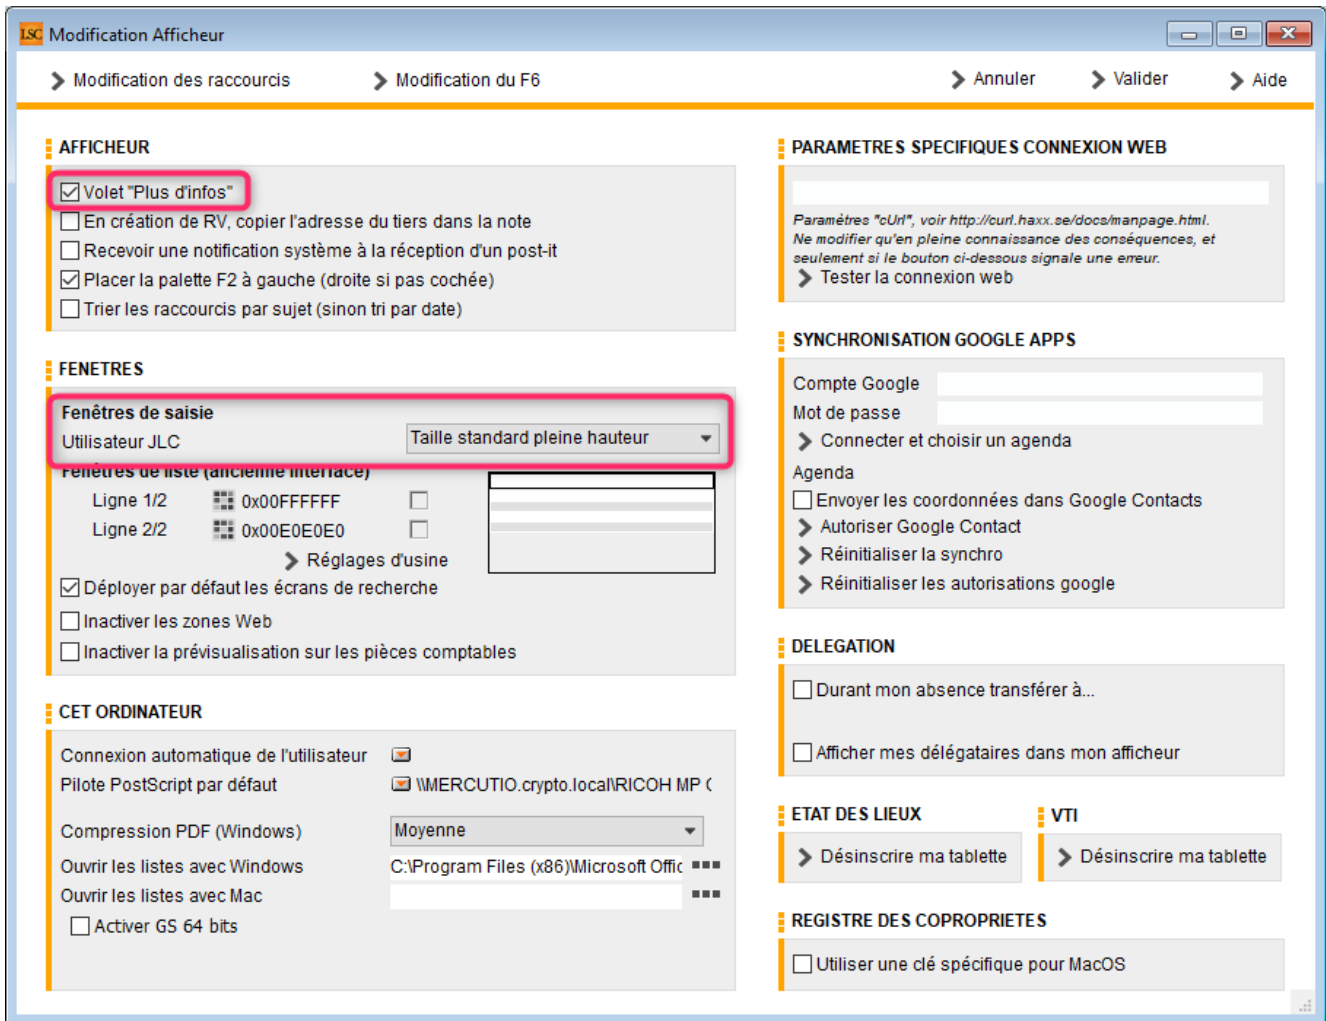 LSC Modification Afficheur
Modification des raccourcis
Modification du F6
Annuler
Valider
Aide
AFFICHEUR
Volet "Plus d'infos"
En création de RV, copier l'adresse du tiers dans la note
Recevoir une notification système à la réception d'un post-it
Placer la palette F2 à gauche (droite si pas cochée)
Trier les raccourcis par sujet (sinon tri par date)
FENETRES
Fenêtres de saisie
Utilisateur JLC
Taille standard pleine hauteur
Fenêtres de liste (ancienne interface)
Ligne 1/2 0x00FFFFFF
Ligne 2/2 0x00E0E0E0
Réglages d'usine
Déployer par défaut les écrans de recherche
Inactiver les zones Web
Inactiver la prévisualisation sur les pièces comptables
CET ORDINATEUR
Connexion automatique de l'utilisateur
Pilote PostScript par défaut \\MERCUTIO.crypto.local\RICOH MP C
Compression PDF (Windows) Moyenne
Ouvrir les listes avec Windows C:\Program Files (x86)\Microsoft Offic
Ouvrir les listes avec Mac
Activer GS 64 bits
PARAMETRES SPECIFIQUES CONNEXION WEB
Paramètres "cUrl", voir http://curl.haxx.se/docs/manpage.html.
Ne modifier qu'en pleine connaissance des conséquences, et
seulement si le bouton ci-dessous signale une erreur.
Tester la connexion web
SYNCHRONISATION GOOGLE APPS
Compte Google
Mot de passe
Connecter et choisir un agenda
Agenda
Envoyer les coordonnées dans Google Contacts
Autoriser Google Contact
Réinitialiser la synchro
Réinitialiser les autorisations google
DELEGATION
Durant mon absence transférer à...
Afficher mes délégataires dans mon afficheur
ETAT DES LIEUX
Désinscrire ma tablette
VTI
Désinscrire ma tablette
REGISTRE DES COPROPRIETES
Utiliser une clé spécifique pour MacOS